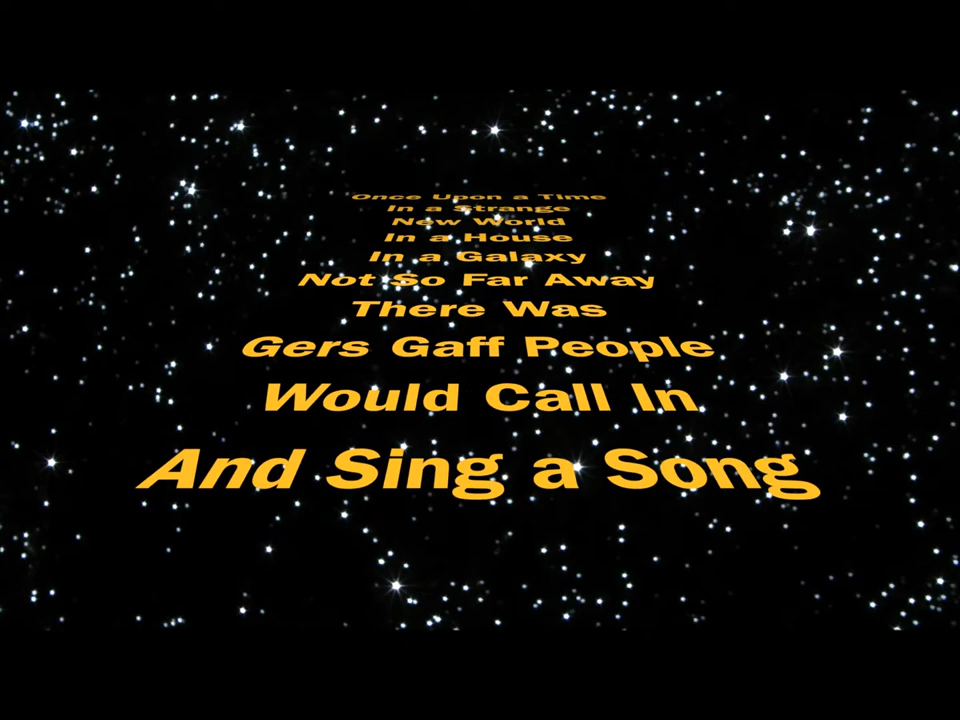 Once Upon a Time
In a Strange
New World
In a House
In a Galaxy
Not So Far Away
There Was
Gers Gaff People
Would Call In
And Sing a Song